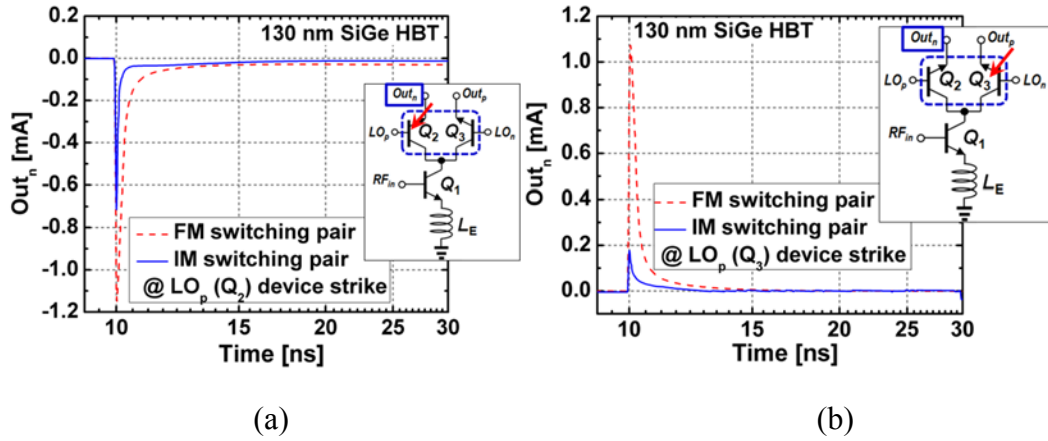 130 nm SiGe HBT
Out_n [mA]
0.0
-0.2
-0.4
-0.6
-0.8
-1.0
-1.2
10
15
20
25
30
Time [ns]
FM switching pair
IM switching pair
@ LO_p (Q_2) device strike
Out_n
Out_p
LO_p
Q_2
Q_3
LO_n
RF_in
Q_1
L_E
(a)
130 nm SiGe HBT
Out_n [mA]
1.2
1.0
0.8
0.6
0.4
0.2
0.0
10
15
20
25
30
Time [ns]
FM switching pair
IM switching pair
@ LO_p (Q_3) device strike
Out_n
Out_p
LO_p
Q_2
Q_3
LO_n
RF_in
Q_1
L_E
(b)